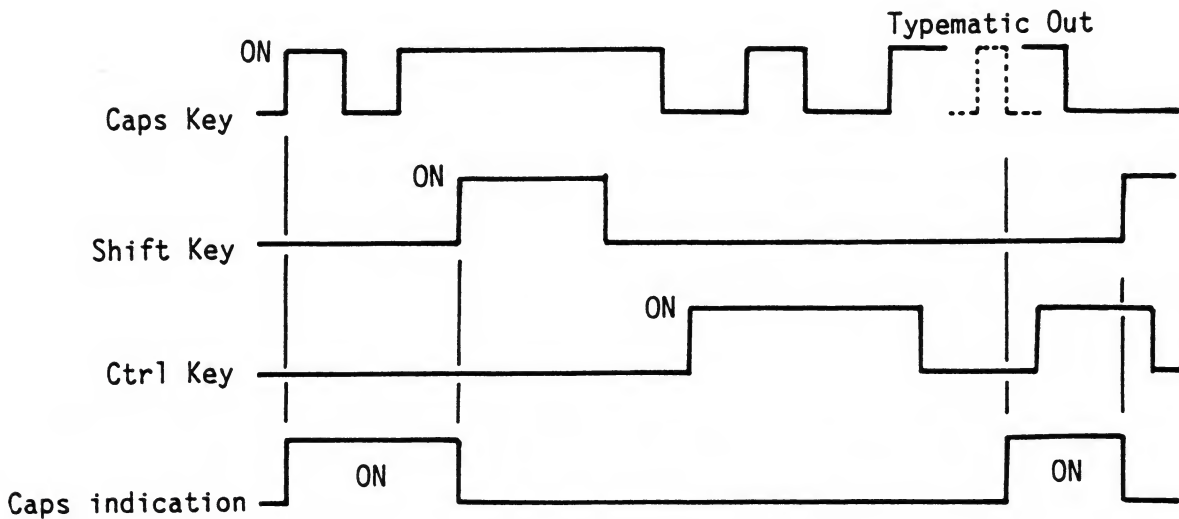 Typematic Out
ON
Caps Key
ON
Shift Key
ON
Ctrl Key
ON
ON
Caps indication